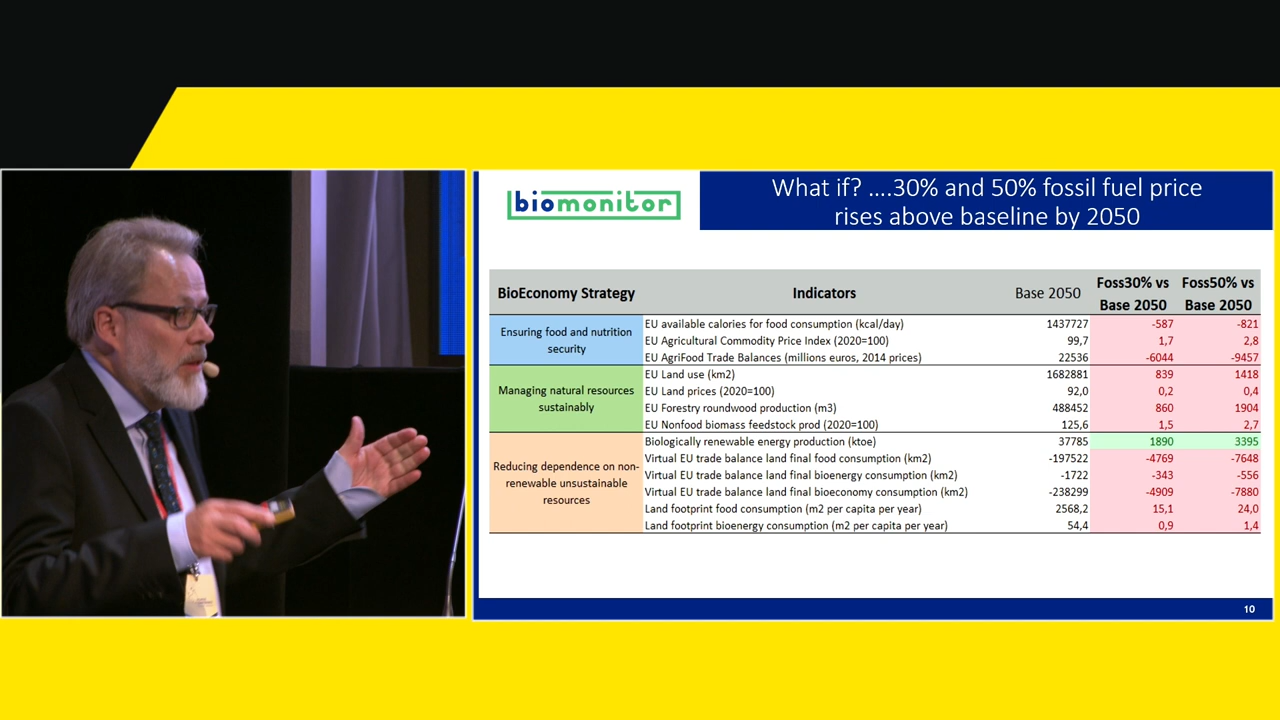 biomonitor
What if? ....30% and 50% fossil fuel price
rises above baseline by 2050
BioEconomy Strategy Indicators Base 2050 Foss30% vs Base 2050 Foss50% vs Base 2050
Ensuring food and nutrition security
EU available calories for food consumption (kcal/day) 1437727 -587 -821
EU Agricultural Commodity Price Index (2020=100) 99,7 1,7 2,8
EU AgriFood Trade Balances (millions euros, 2014 prices) 22536 -6044 -9457
Managing natural resources sustainably
EU Land use (km2) 1682881 839 1418
EU Land prices (2020=100) 92,0 0,2 0,4
EU Forestry roundwood production (m3) 488452 860 1904
EU Nonfood biomass feedstock prod (2020=100) 125,6 1,5 2,7
Reducing dependence on non-renewable unsustainable resources
Biologically renewable energy production (ktoe) 37785 1890 3395
Virtual EU trade balance land final food consumption (km2) -197522 -4769 -7648
Virtual EU trade balance land final bioenergy consumption (km2) -1722 -343 -556
Virtual EU trade balance land final bioeconomy consumption (km2) -238299 -4909 -7880
Land footprint food consumption (m2 per capita per year) 2568,2 15,1 24,0
Land footprint bioenergy consumption (m2 per capita per year) 54,4 0,9 1,4
10